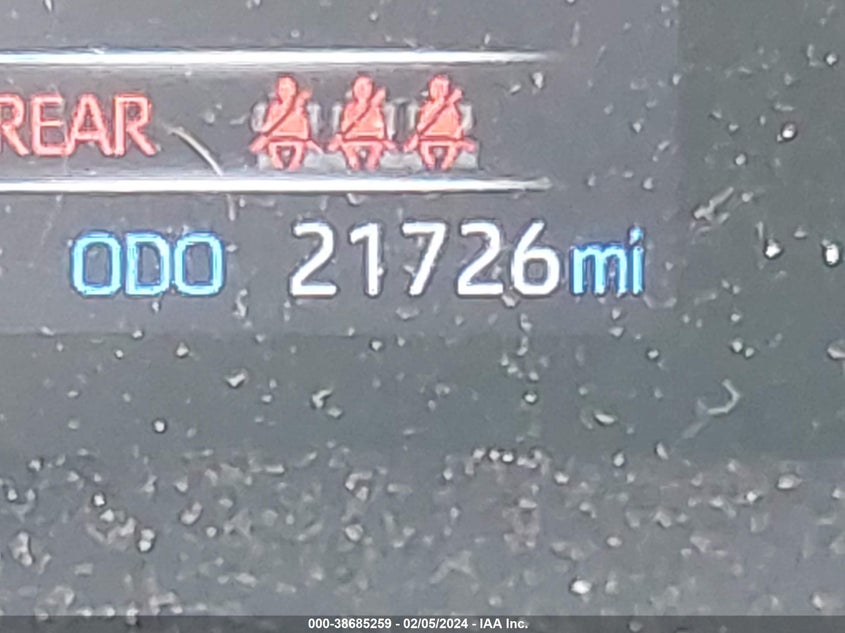 REAR
ODO 21726mi
000-38685259 - 02/05/2024 - IAA Inc.